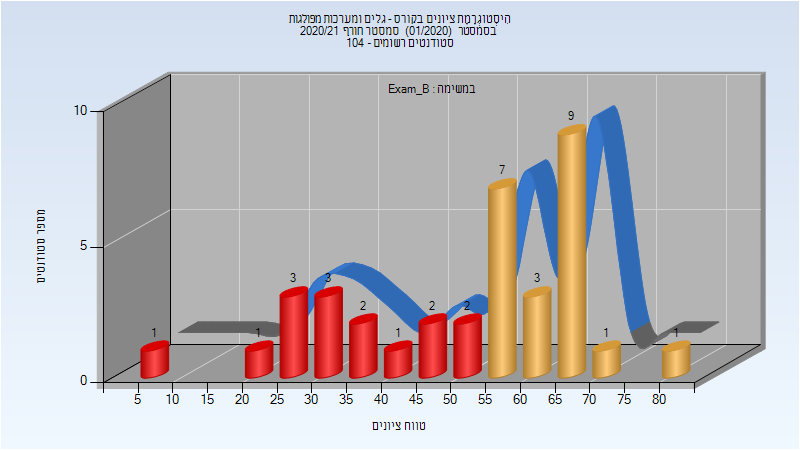 היסטוגרמת ציונים בקורס - גלים ומערכות מפולגות
בסמסטר (01/2020) סמסטר חורף 2020/21
סטודנטים רשומים - 104
במשימה : Exam_B
מספר סטודנטים
10
5
0
1 1 3 3 2 1 2 2 7 3 9 1 1
5 10 15 20 25 30 35 40 45 50 55 60 65 70 75 80
טווח ציונים